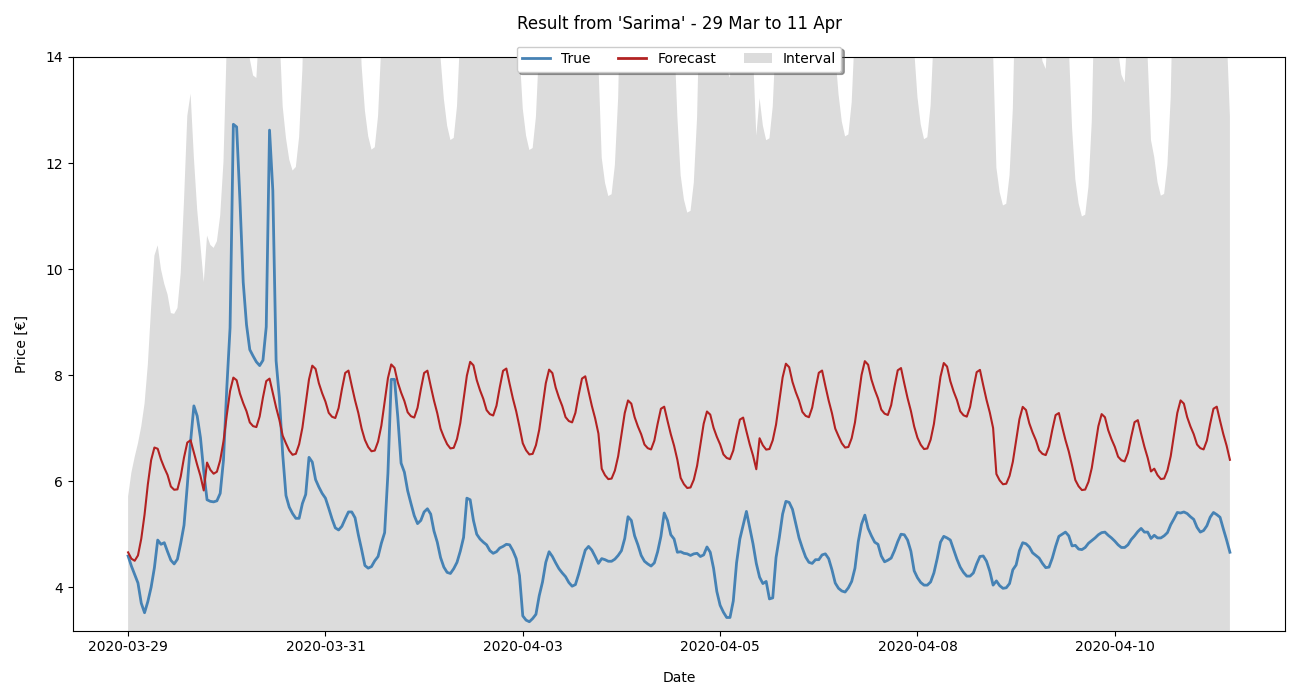 Result from 'Sarima' - 29 Mar to 11 Apr
True Forecast Interval
14
12
10
8
6
4
Price [€]
2020-03-29 2020-03-31 2020-04-03 2020-04-05 2020-04-08 2020-04-10
Date